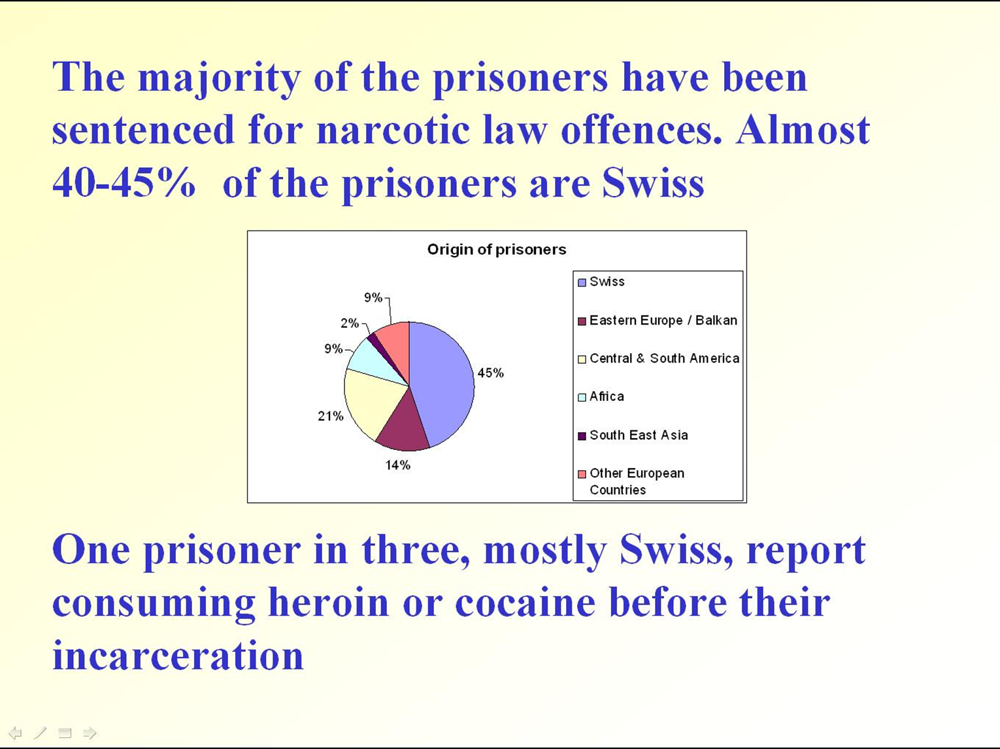 The majority of the prisoners have been
sentenced for narcotic law offences. Almost
40-45% of the prisoners are Swiss
Origin of prisoners
9%
2%
9%
45%
21%
14%
Swiss
Eastern Europe / Balkan
Central & South America
Africa
South East Asia
Other European
Countries
One prisoner in three, mostly Swiss, report
consuming heroin or cocaine before their
incarceration